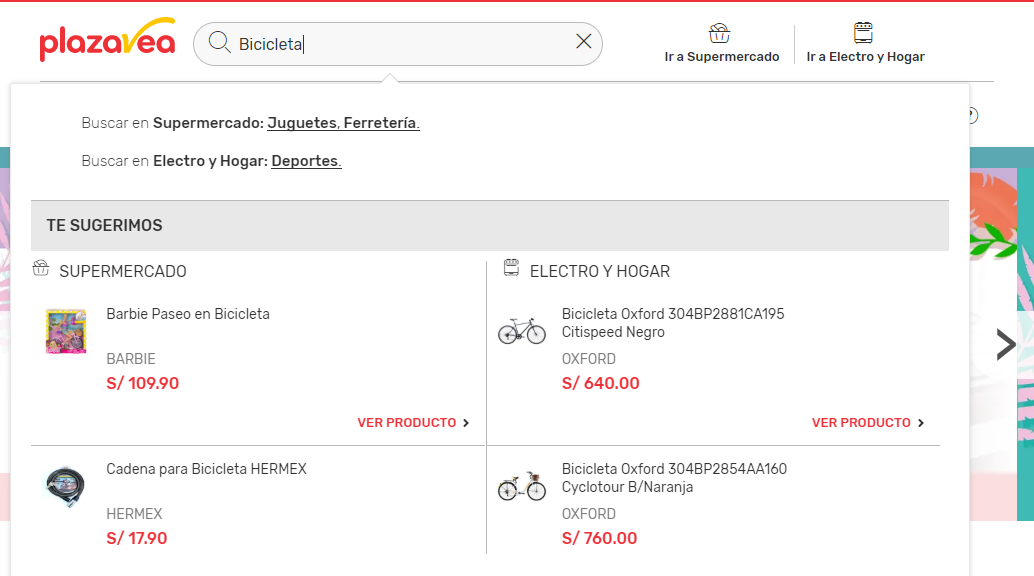 plazavea
Bicicleta
Ir a Supermercado
Ir a Electro y Hogar
?
Buscar en Supermercado: Juguetes, Ferretería.
Buscar en Electro y Hogar: Deportes.
TE SUGERIMOS
SUPERMERCADO
Barbie Paseo en Bicicleta
BARBIE
S/ 109.90
VER PRODUCTO
Cadena para Bicicleta HERMEX
HERMEX
S/ 17.90
ELECTRO Y HOGAR
Bicicleta Oxford 304BP2881CA195
Citispeed Negro
OXFORD
S/ 640.00
VER PRODUCTO
Bicicleta Oxford 304BP2854AA160
Cyclotour B/Naranja
OXFORD
S/ 760.00